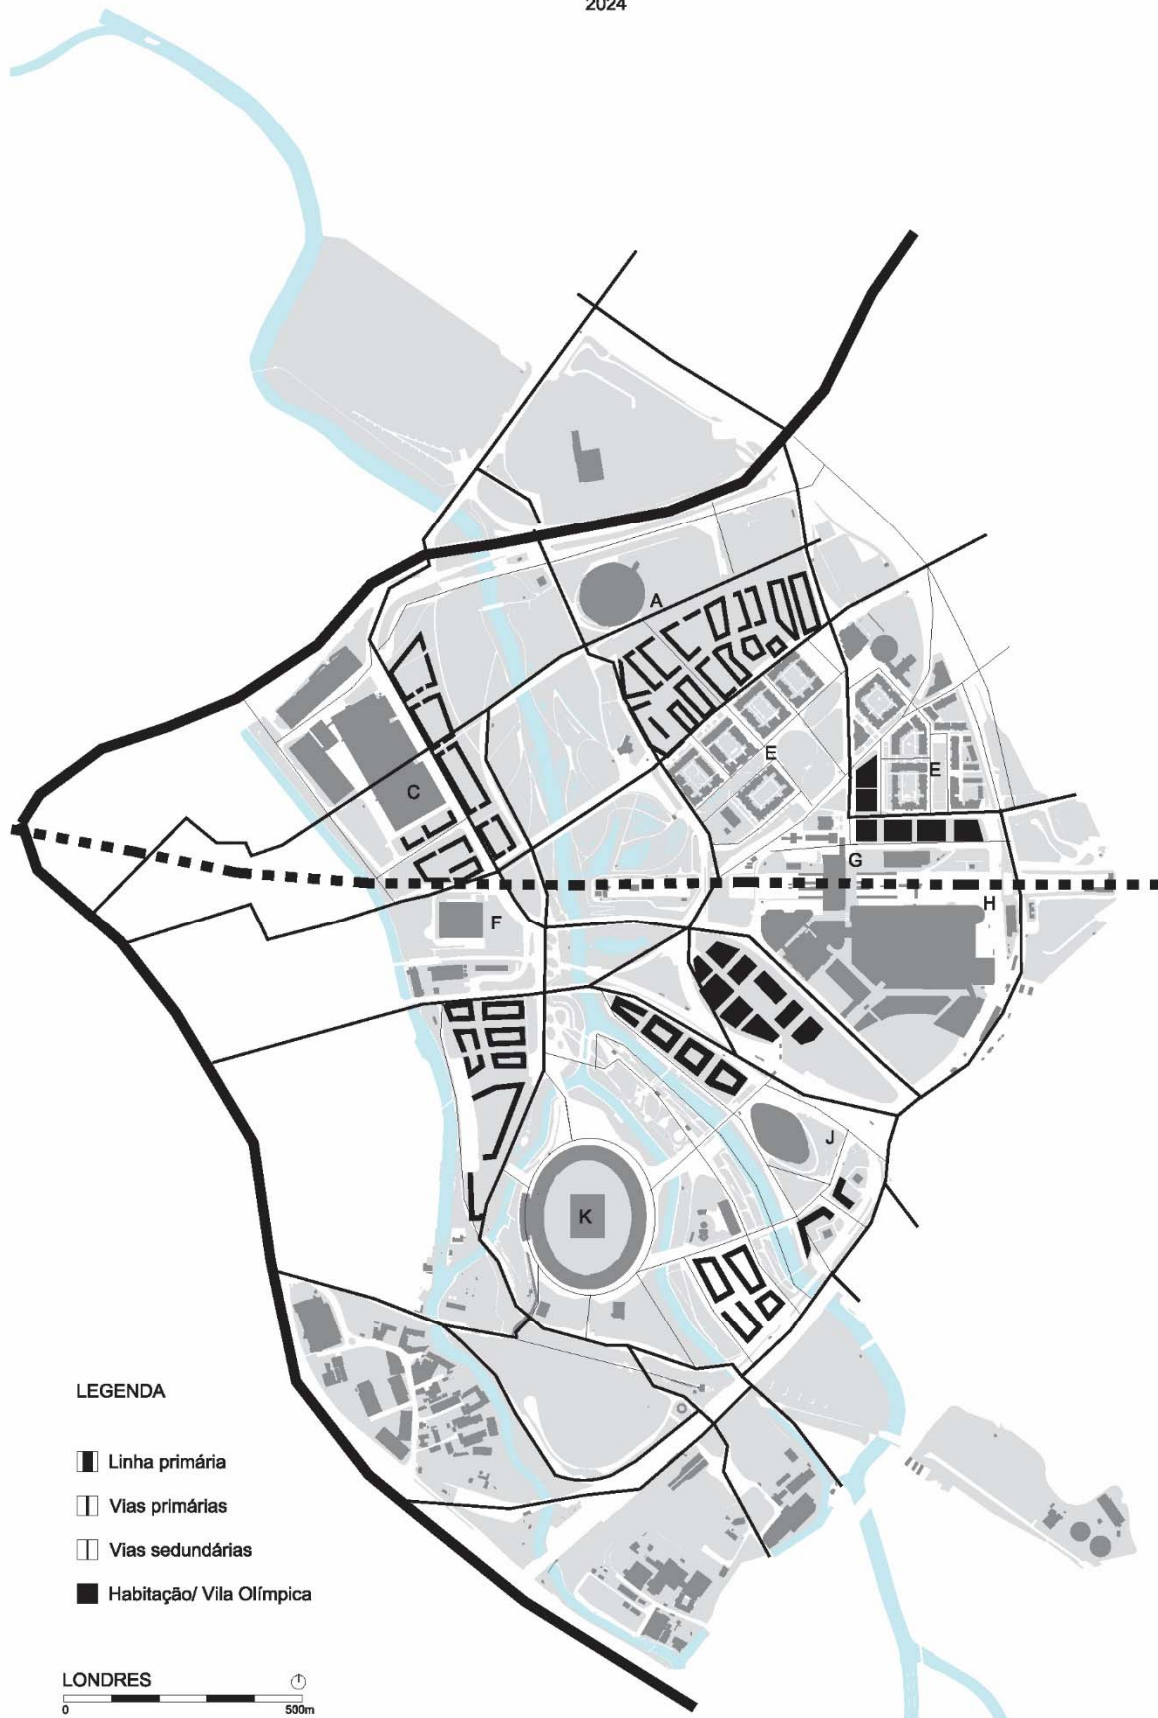 2024
A
E
E
C
G
H
F
J
K
LEGENDA
Linha primária
Vias primárias
Vias sedundárias
Habitação/ Vila Olímpica
LONDRES
0 500m